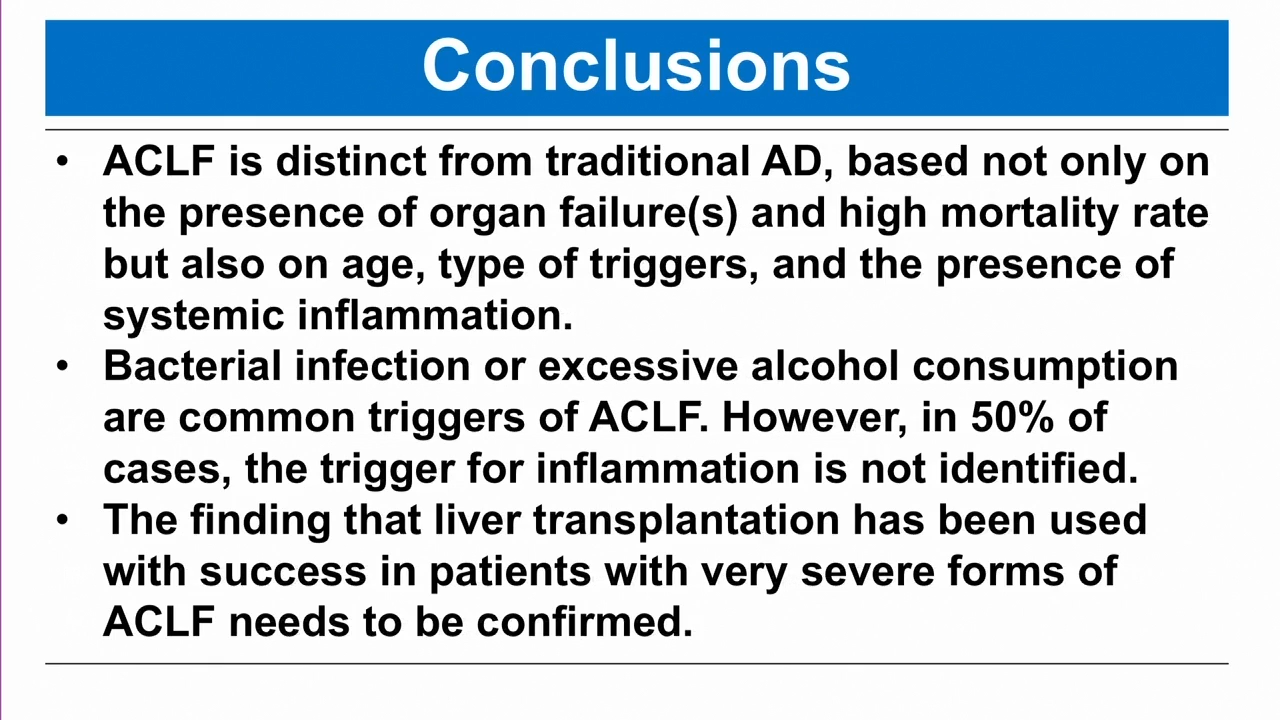 Conclusions
• ACLF is distinct from traditional AD, based not only on
the presence of organ failure(s) and high mortality rate
but also on age, type of triggers, and the presence of
systemic inflammation.
• Bacterial infection or excessive alcohol consumption
are common triggers of ACLF. However, in 50% of
cases, the trigger for inflammation is not identified.
• The finding that liver transplantation has been used
with success in patients with very severe forms of
ACLF needs to be confirmed.